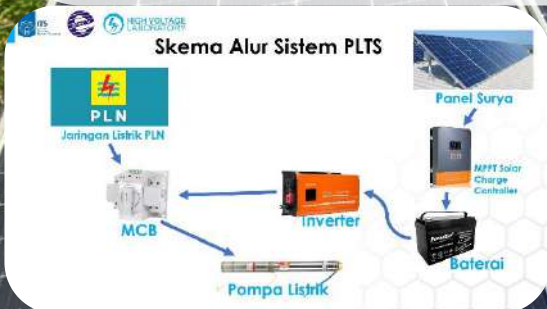 ITS
HIGH VOLTAGE
LABORATORY
Skema Alur Sistem PLTS
PLN
Jaringan Listrik PLN
Panel Surya
MPPT Solar
Charge
Controller
MCB
Inverter
Baterai
Pompa Listrik